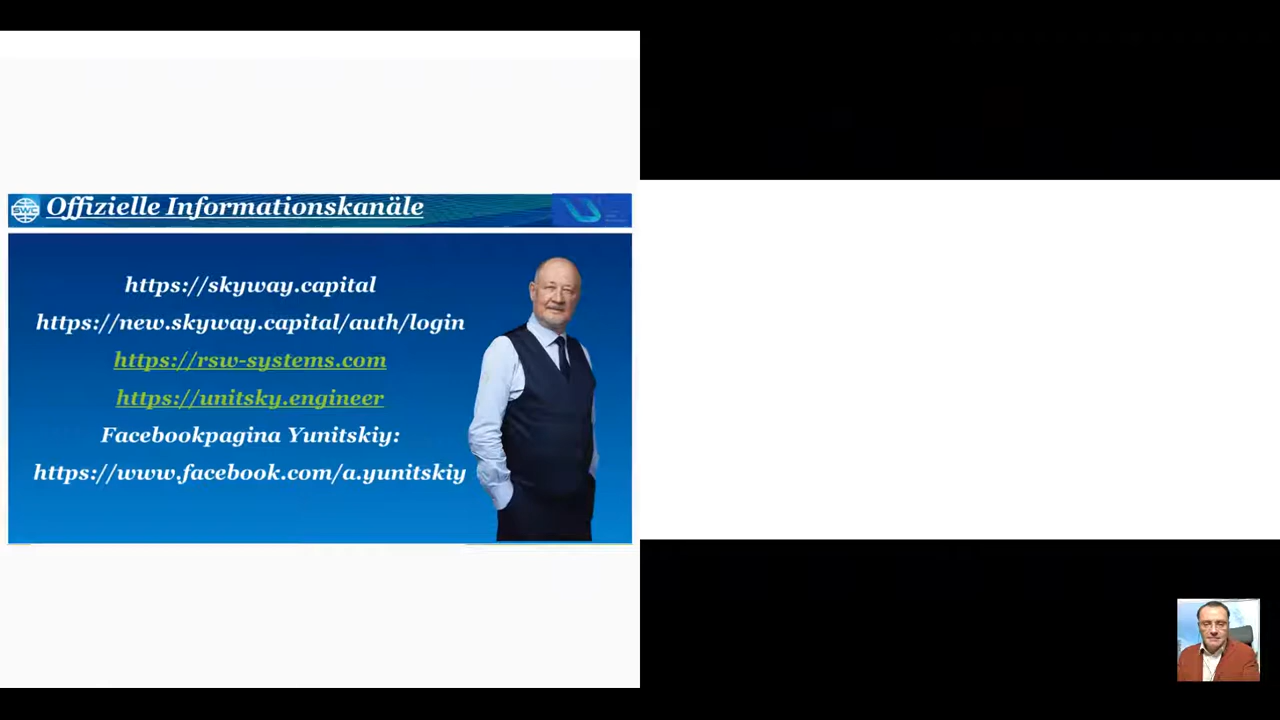 SWC
Offizielle Informationskanäle
https://skyway.capital
https://new.skyway.capital/auth/login
https://rsw-systems.com
https://unitsky.engineer
Facebookpagina Yunitskiy:
https://www.facebook.com/a.yunitskiy